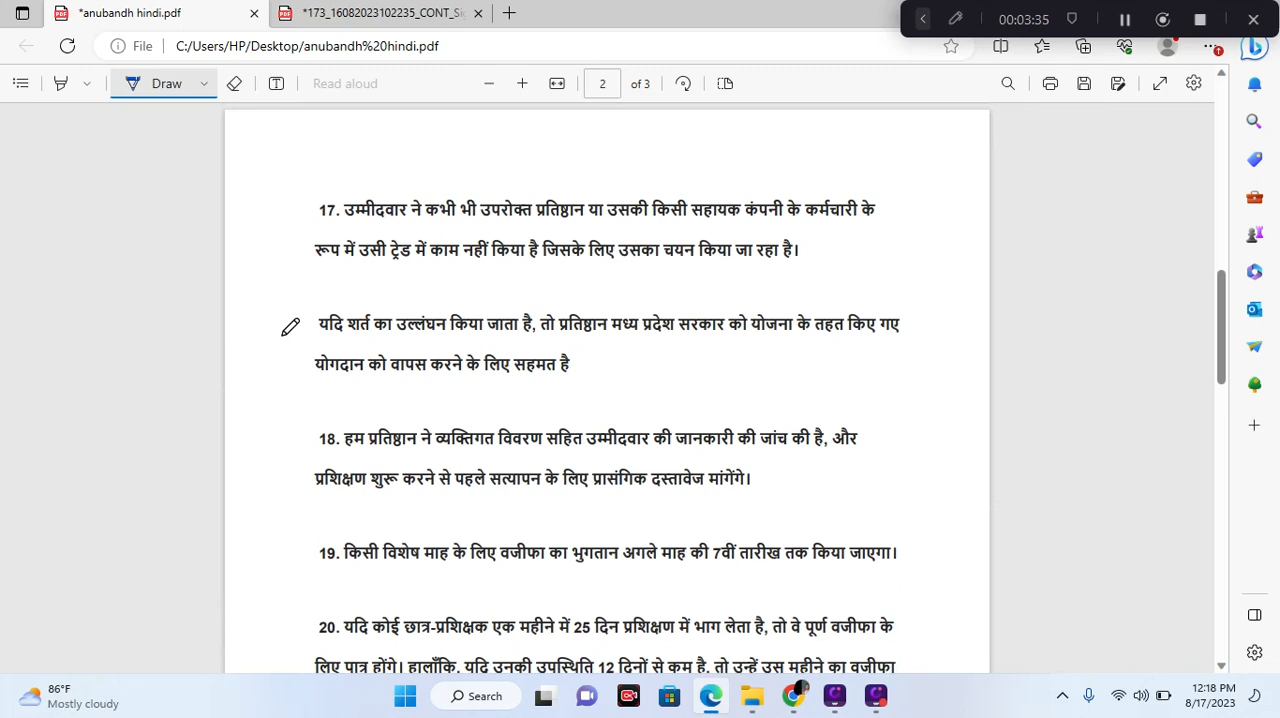 *anubandh hindi.pdf
*173_16082023102235_CONT_Si
00:03:35
File C:/Users/HP/Desktop/anubandh%20hindi.pdf
Draw Read aloud 2 of 3
17. उम्मीदवार ने कभी भी उपरोक्त प्रतिष्ठान या उसकी किसी सहायक कंपनी के कर्मचारी के
रूप में उसी ट्रेड में काम नहीं किया है जिसके लिए उसका चयन किया जा रहा है।
यदि शर्त का उल्लंघन किया जाता है, तो प्रतिष्ठान मध्य प्रदेश सरकार को योजना के तहत किए गए
योगदान को वापस करने के लिए सहमत है
18. हम प्रतिष्ठान ने व्यक्तिगत विवरण सहित उम्मीदवार की जानकारी की जांच की है, और
प्रशिक्षण शुरू करने से पहले सत्यापन के लिए प्रासंगिक दस्तावेज मांगेंगे।
19. किसी विशेष माह के लिए वजीफा का भुगतान अगले माह की 7वीं तारीख तक किया जाएगा।
20. यदि कोई छात्र-प्रशिक्षक एक महीने में 25 दिन प्रशिक्षण में भाग लेता है, तो वे पूर्ण वजीफा के
लिए पात्र होंगे। हालाँकि, यदि उनकी उपस्थिति 12 दिनों से कम है, तो उन्हें उस महीने का वजीफा
86°F
Mostly cloudy
Search
12:18 PM
8/17/2023